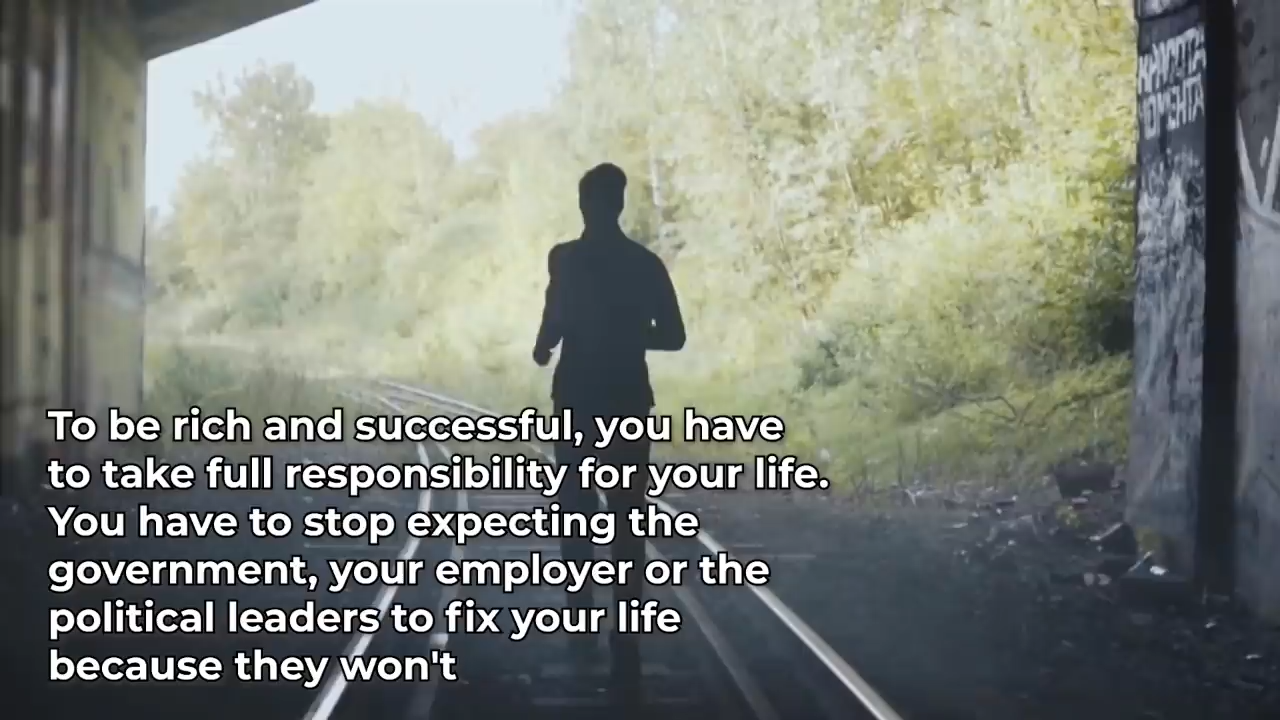 To be rich and successful, you have
to take full responsibility for your life.
You have to stop expecting the
government, your employer or the
political leaders to fix your life
because they won't